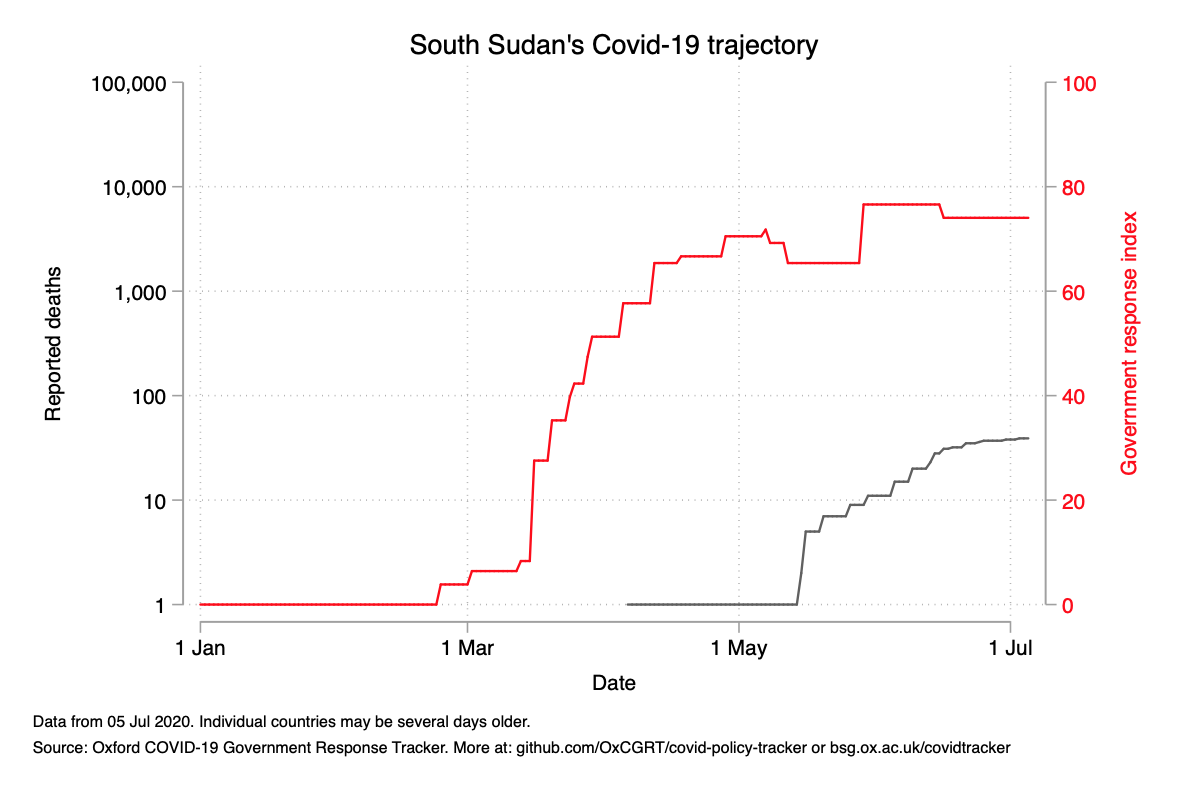 South Sudan's Covid-19 trajectory
100,000
10,000
1,000
100
10
1
Reported deaths
100
80
60
40
20
0
Government response index
1 Jan
1 Mar
1 May
1 Jul
Date
Data from 05 Jul 2020. Individual countries may be several days older.
Source: Oxford COVID-19 Government Response Tracker. More at: github.com/OxCGRT/covid-policy-tracker or bsg.ox.ac.uk/covidtracker